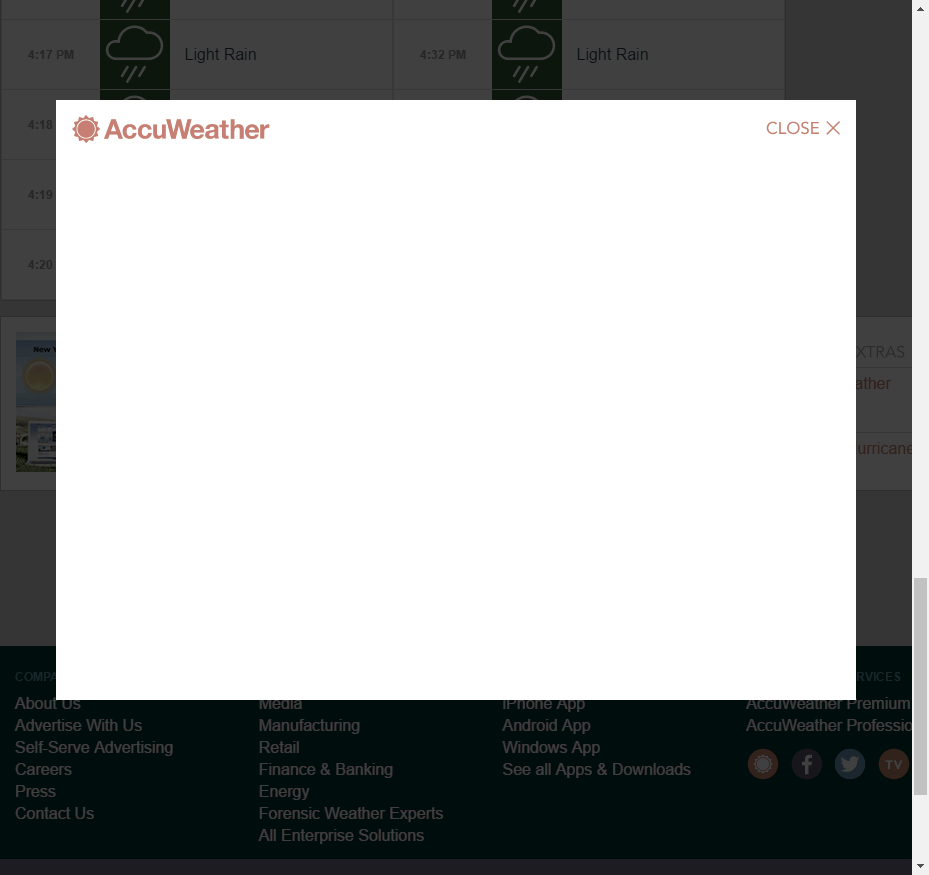 4:17 PM Light Rain 4:32 PM Light Rain
4:18
AccuWeather
CLOSE
4:19
4:20
New
EXTRAS
COMPA
About Us
Advertise With Us
Self-Serve Advertising
Careers
Press
Contact Us
Media
Manufacturing
Retail
Finance & Banking
Energy
Forensic Weather Experts
All Enterprise Solutions
iPhone App
Android App
Windows App
See all Apps & Downloads
RVICES
AccuWeather Premium
AccuWeather Professio
TV